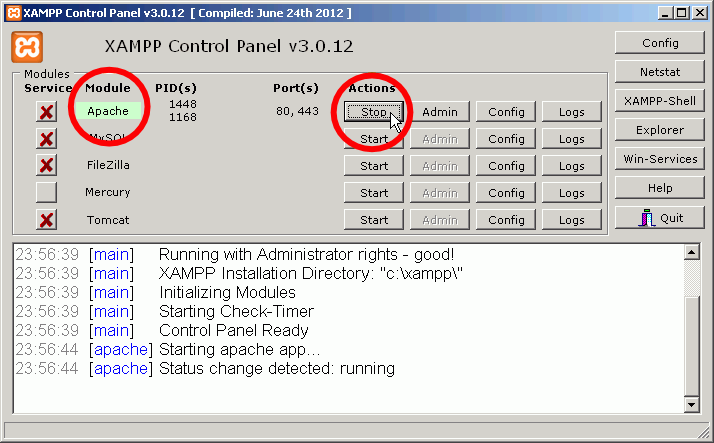 XAMPP Control Panel v3.0.12 [ Compiled: June 24th 2012 ]
XAMPP Control Panel v3.0.12
Config
Netstat
XAMPP-Shell
Explorer
Win-Services
Help
Quit
Modules
Service Module PID(s) Port(s) Actions
Apache 1448 1168 80, 443 Stop Admin Config Logs
MySQL Start Admin Config Logs
FileZilla Start Admin Config Logs
Mercury Start Admin Config Logs
Tomcat Start Admin Config Logs
23:56:39 [main] Running with Administrator rights - good!
23:56:39 [main] XAMPP Installation Directory: "c:\xampp\"
23:56:39 [main] Initializing Modules
23:56:39 [main] Starting Check-Timer
23:56:39 [main] Control Panel Ready
23:56:44 [apache] Starting apache app...
23:56:44 [apache] Status change detected: running